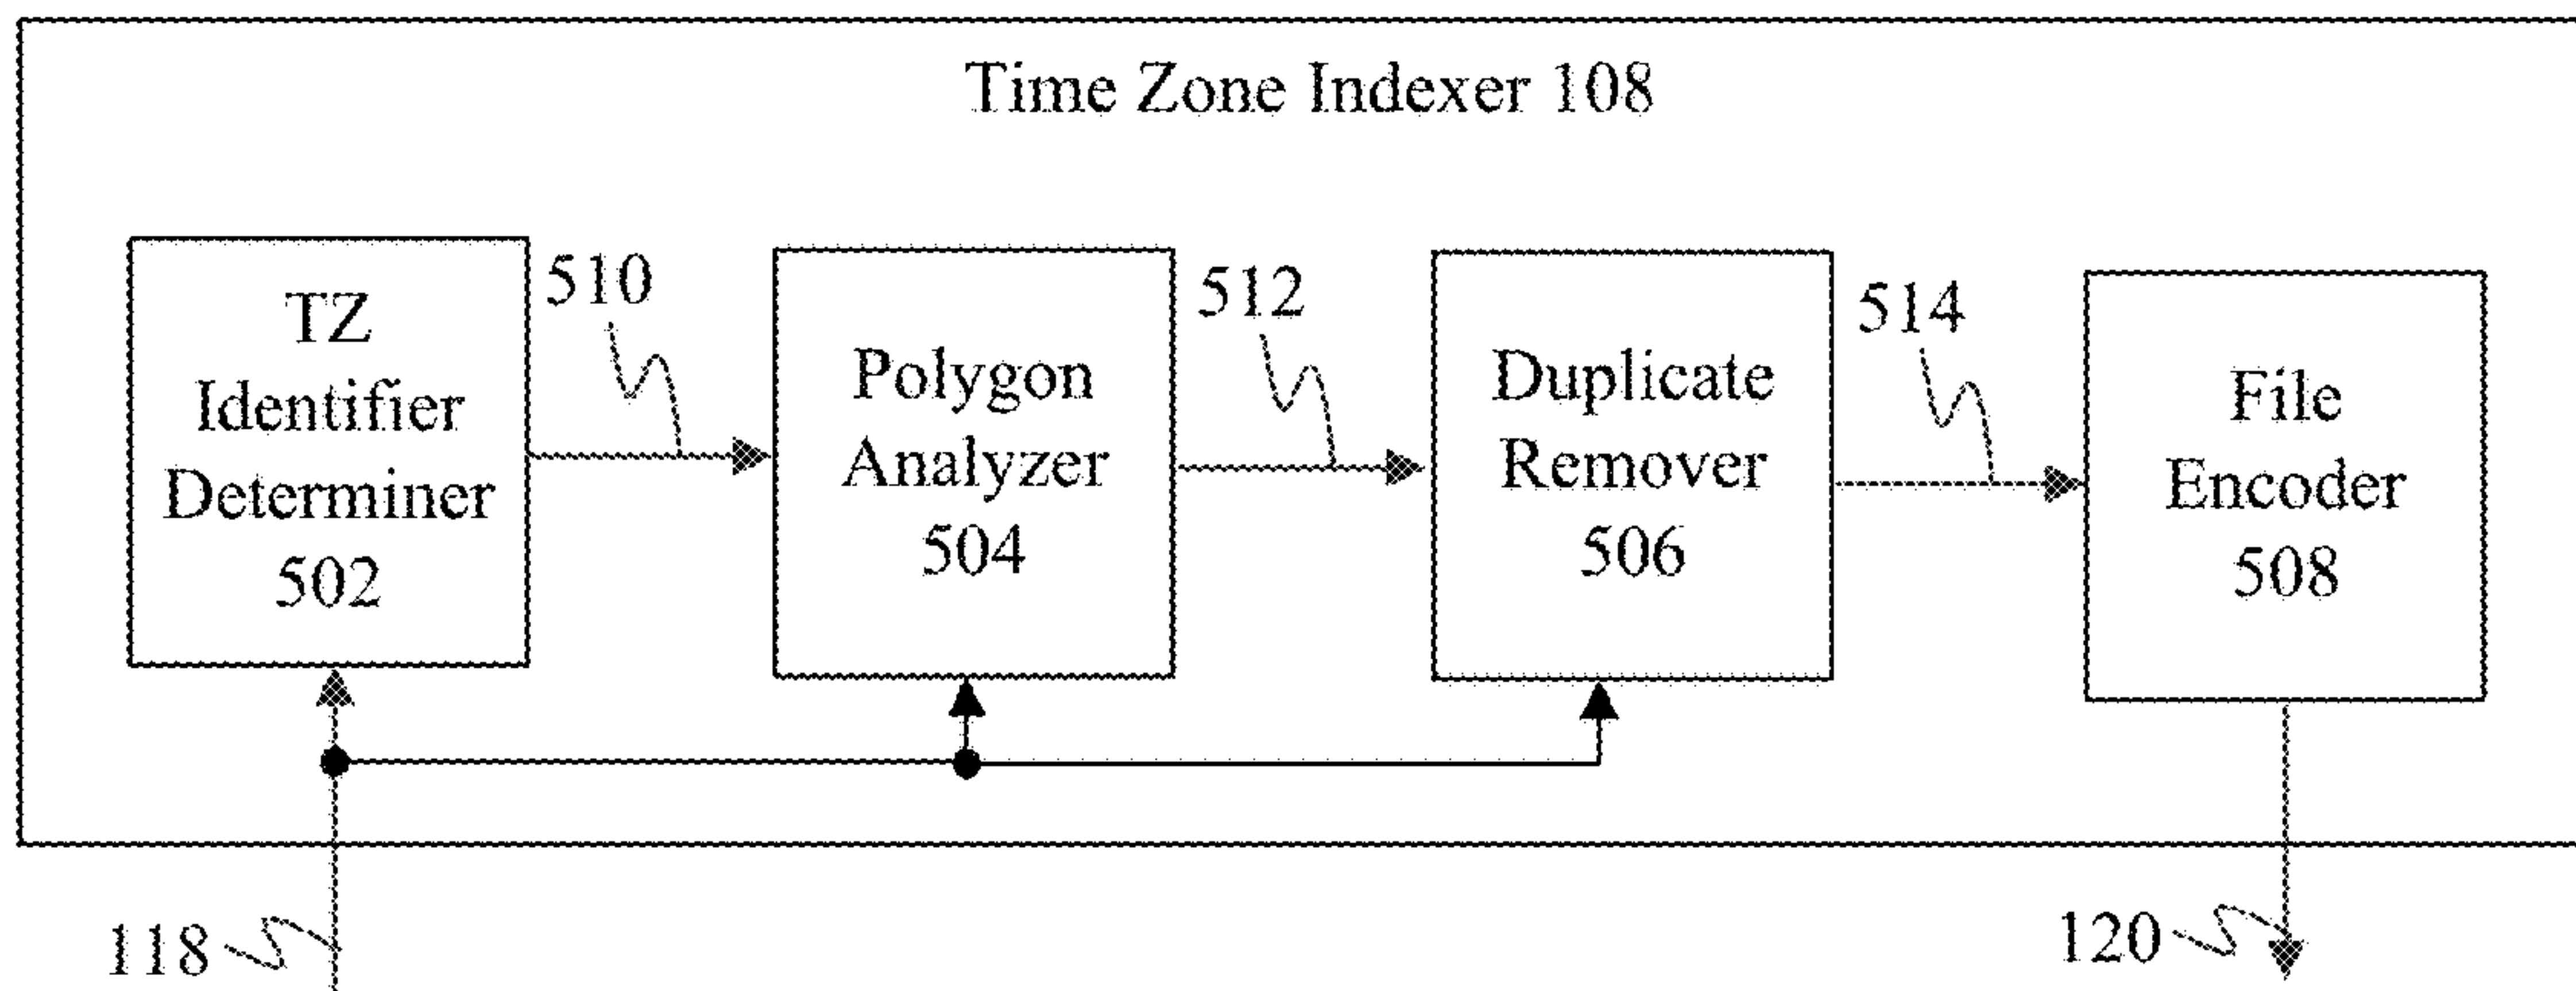 Time Zone Indexer 108
TZ
Identifier
Determiner
502
510
Polygon
Analyzer
504
512
Duplicate
Remover
506
514
File
Encoder
508
118
120